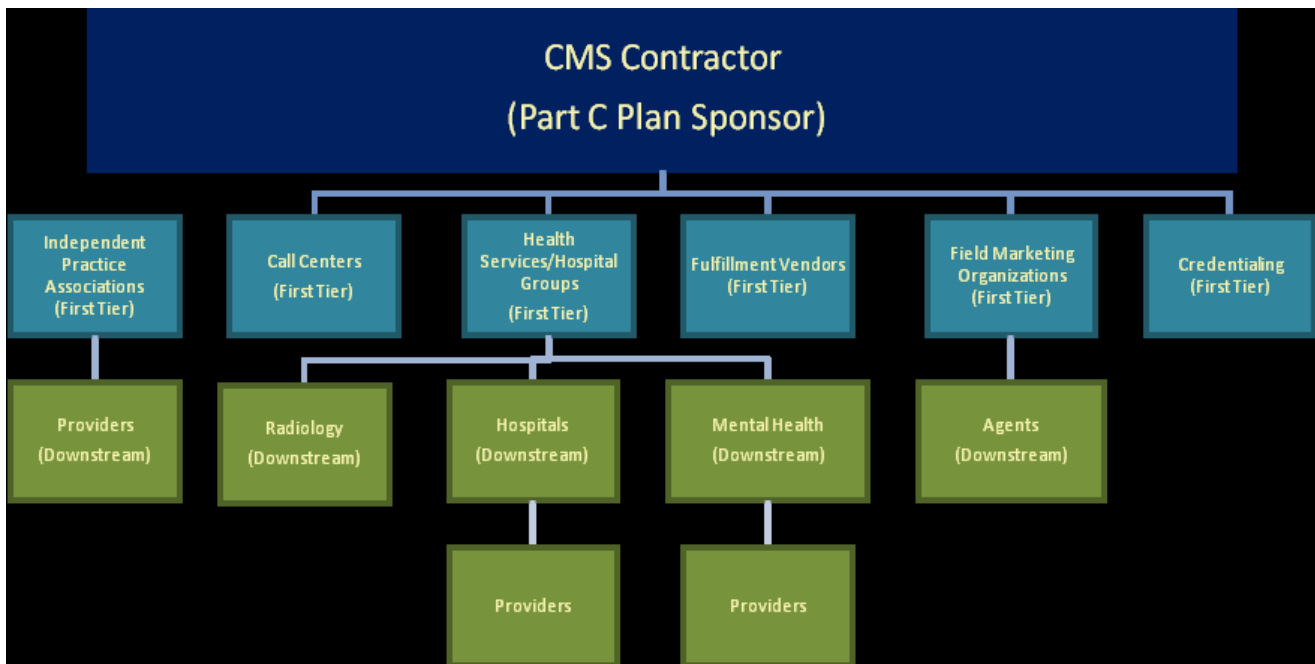 CMS Contractor
(Part C Plan Sponsor)
Independent
Practice
Associations
(First Tier)
Call Centers
(First Tier)
Health
Services/Hospital
Groups
(First Tier)
Fulfillment Vendors
(First Tier)
Field Marketing
Organizations
(First Tier)
Credentialing
(First Tier)
Providers
(Downstream)
Radiology
(Downstream)
Hospitals
(Downstream)
Mental Health
(Downstream)
Agents
(Downstream)
Providers
Providers